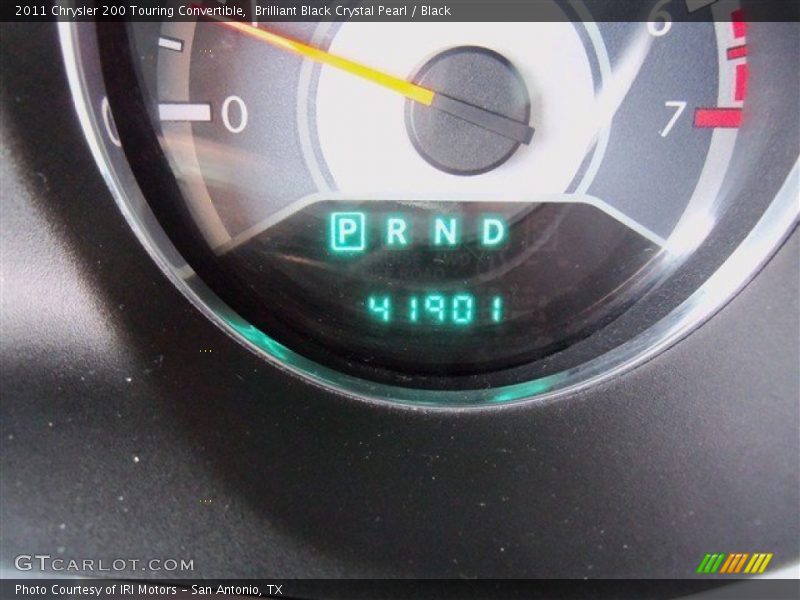 2011 Chrysler 200 Touring Convertible, Brilliant Black Crystal Pearl / Black
6
0
7
P R N D
41901
GTCARLOT.COM
Photo Courtesy of IRI Motors - San Antonio, TX